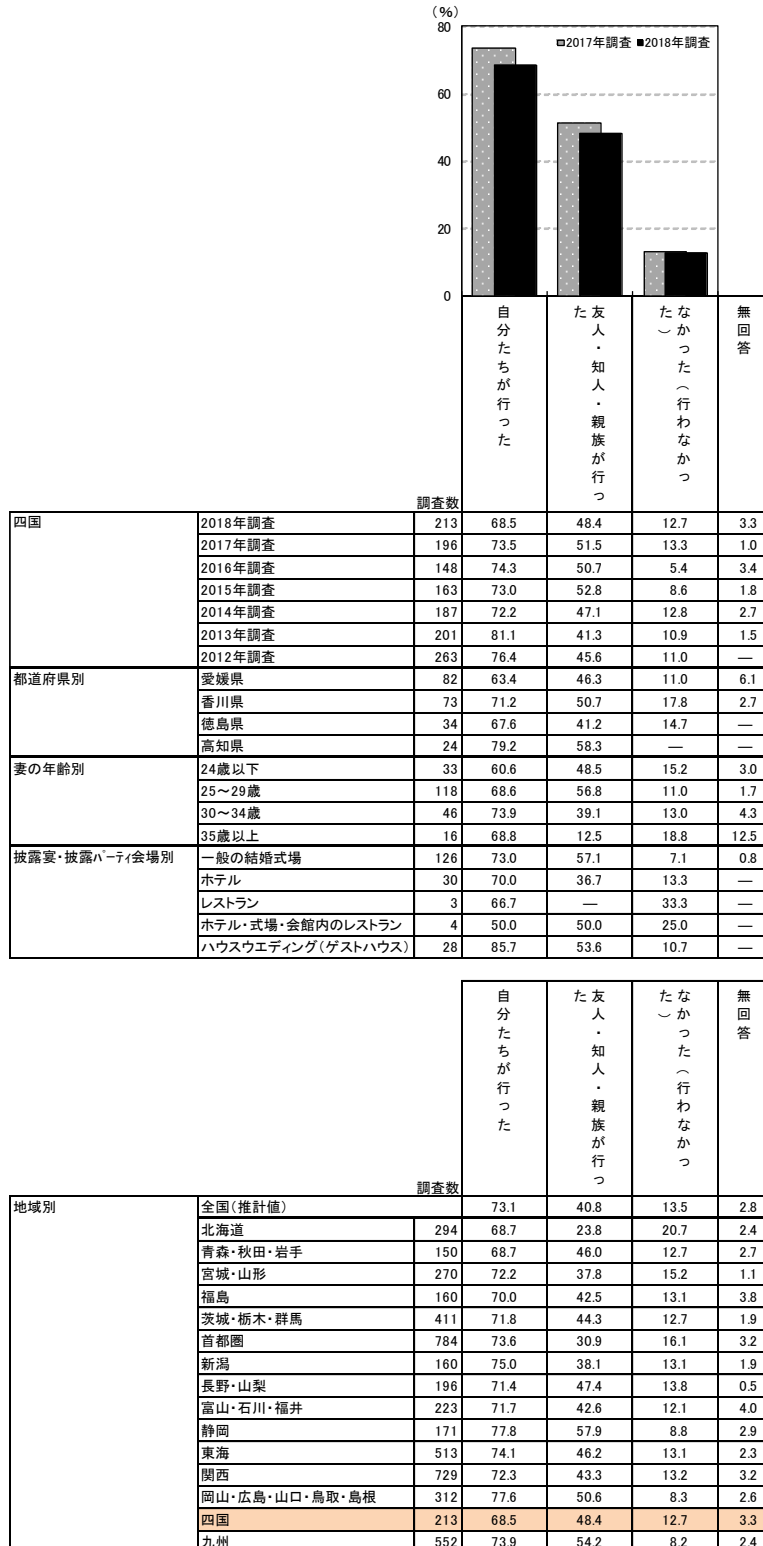 （％）
80
60
40
20
0
2017年調査 2018年調査
自分たちが行った
友人・知人・親族が行った
なかった（行わなかった）
無回答
調査数
四国 2018年調査 213 68.5 48.4 12.7 3.3
2017年調査 196 73.5 51.5 13.3 1.0
2016年調査 148 74.3 50.7 5.4 3.4
2015年調査 163 73.0 52.8 8.6 1.8
2014年調査 187 72.2 47.1 12.8 2.7
2013年調査 201 81.1 41.3 10.9 1.5
2012年調査 263 76.4 45.6 11.0 ―
都道府県別 愛媛県 82 63.4 46.3 11.0 6.1
香川県 73 71.2 50.7 17.8 2.7
徳島県 34 67.6 41.2 14.7 ―
高知県 24 79.2 58.3 ― ―
妻の年齢別 24歳以下 33 60.6 48.5 15.2 3.0
25～29歳 118 68.6 56.8 11.0 1.7
30～34歳 46 73.9 39.1 13.0 4.3
35歳以上 16 68.8 12.5 18.8 12.5
披露宴・披露ﾊﾟｰﾃｨ会場別 一般の結婚式場 126 73.0 57.1 7.1 0.8
ホテル 30 70.0 36.7 13.3 ―
レストラン 3 66.7 ― 33.3 ―
ホテル・式場・会館内のレストラン 4 50.0 50.0 25.0 ―
ハウスウエディング（ゲストハウス） 28 85.7 53.6 10.7 ―
自分たちが行った
友人・知人・親族が行った
なかった（行わなかった）
無回答
調査数
地域別 全国（推計値） 73.1 40.8 13.5 2.8
北海道 294 68.7 23.8 20.7 2.4
青森・秋田・岩手 150 68.7 46.0 12.7 2.7
宮城・山形 270 72.2 37.8 15.2 1.1
福島 160 70.0 42.5 13.1 3.8
茨城・栃木・群馬 411 71.8 44.3 12.7 1.9
首都圏 784 73.6 30.9 16.1 3.2
新潟 160 75.0 38.1 13.1 1.9
長野・山梨 196 71.4 47.4 13.8 0.5
富山・石川・福井 223 71.7 42.6 12.1 4.0
静岡 171 77.8 57.9 8.8 2.9
東海 513 74.1 46.2 13.1 2.3
関西 729 72.3 43.3 13.2 3.2
岡山・広島・山口・鳥取・島根 312 77.6 50.6 8.3 2.6
四国 213 68.5 48.4 12.7 3.3
九州 552 73.9 54.2 8.2 2.4